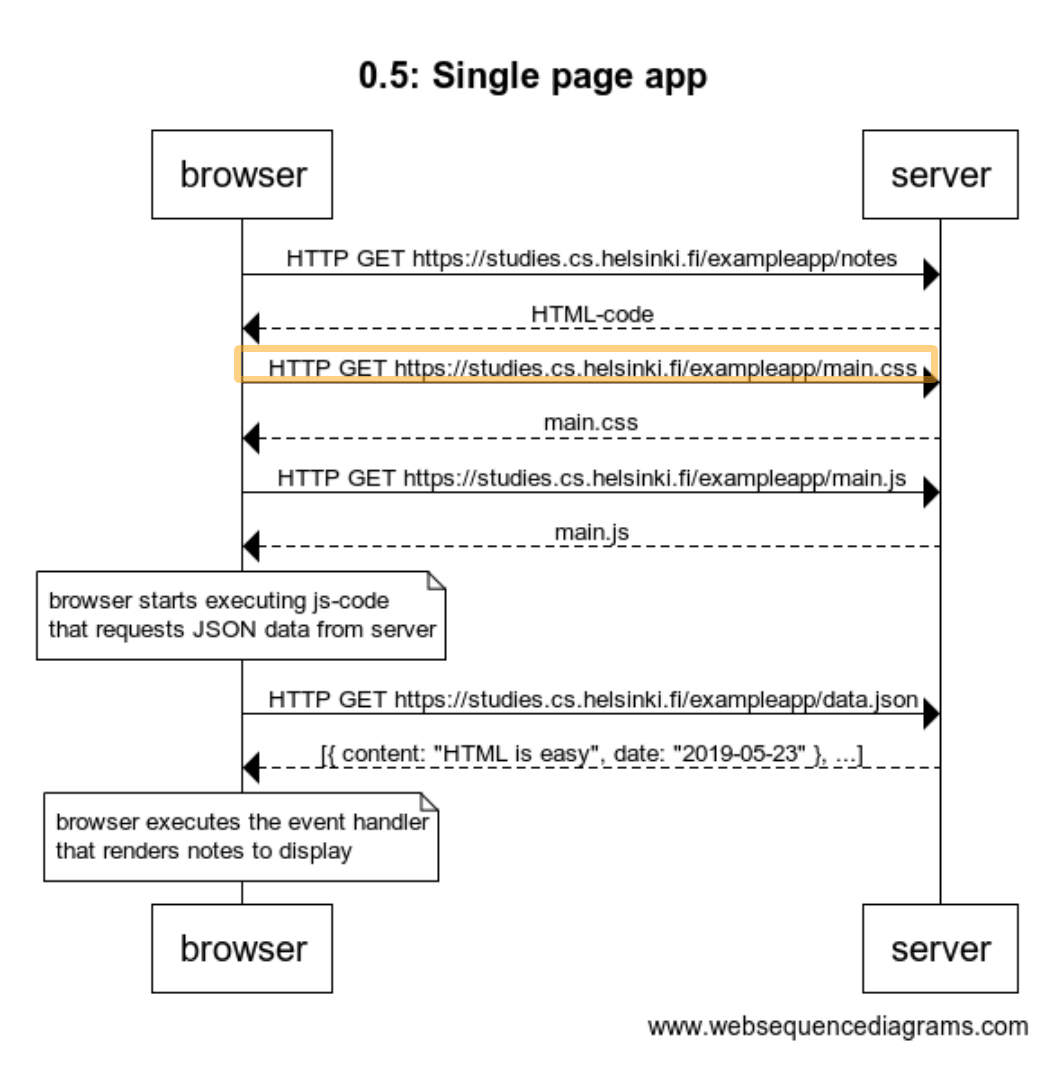 0.5: Single page app
browser
server
HTTP GET https://studies.cs.helsinki.fi/exampleapp/notes
HTML-code
HTTP GET https://studies.cs.helsinki.fi/exampleapp/main.css
main.css
HTTP GET https://studies.cs.helsinki.fi/exampleapp/main.js
main.js
browser starts executing js-code
that requests JSON data from server
HTTP GET https://studies.cs.helsinki.fi/exampleapp/data.json
[{ content: "HTML is easy", date: "2019-05-23" }, ...]
browser executes the event handler
that renders notes to display
browser
server
www.websequencediagrams.com